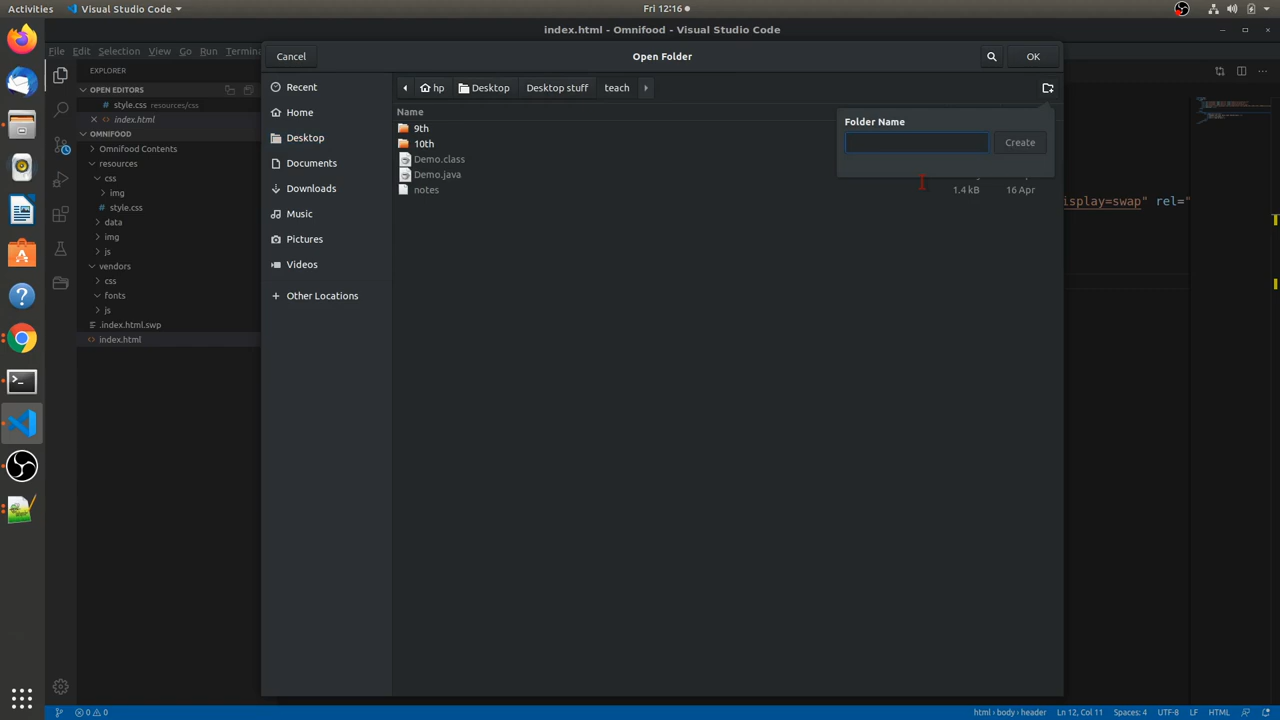 Activities
Visual Studio Code
Fri 12:16
index.html - Omnifood - Visual Studio Code
File Edit Selection View Go Run Termina
Cancel
Open Folder
OK
EXPLORER
OPEN EDITORS
style.css resources/css
index.html
OMNIFOOD
Omnifood Contents
resources
css
img
style.css
data
img
js
vendors
css
fonts
js
.index.html.swp
index.html
Recent
Home
Desktop
Documents
Downloads
Music
Pictures
Videos
Other Locations
hp
Desktop
Desktop stuff
teach
Name
9th
10th
Demo.class
Demo.java
notes
1.4 kB
16 Apr
Folder Name
Create
isplay=swap" rel="
0 0
html › body › header
Ln 12, Col 11
Spaces: 4
UTF-8
LF
HTML